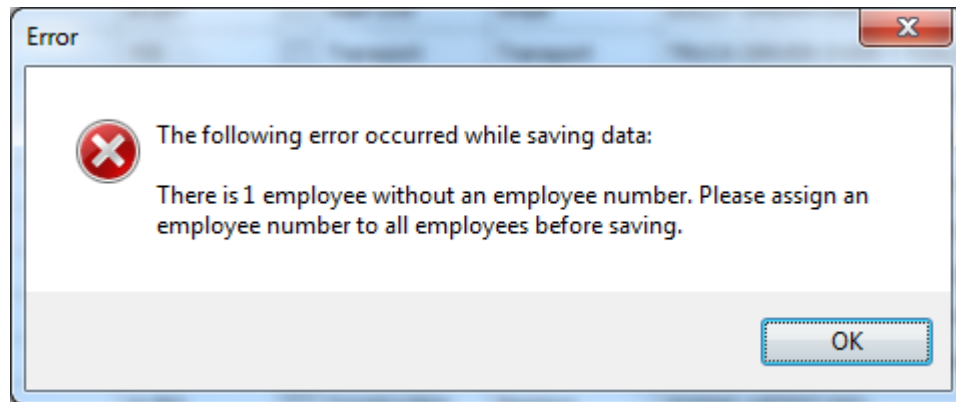 Error
The following error occurred while saving data:
There is 1 employee without an employee number. Please assign an
employee number to all employees before saving.
OK